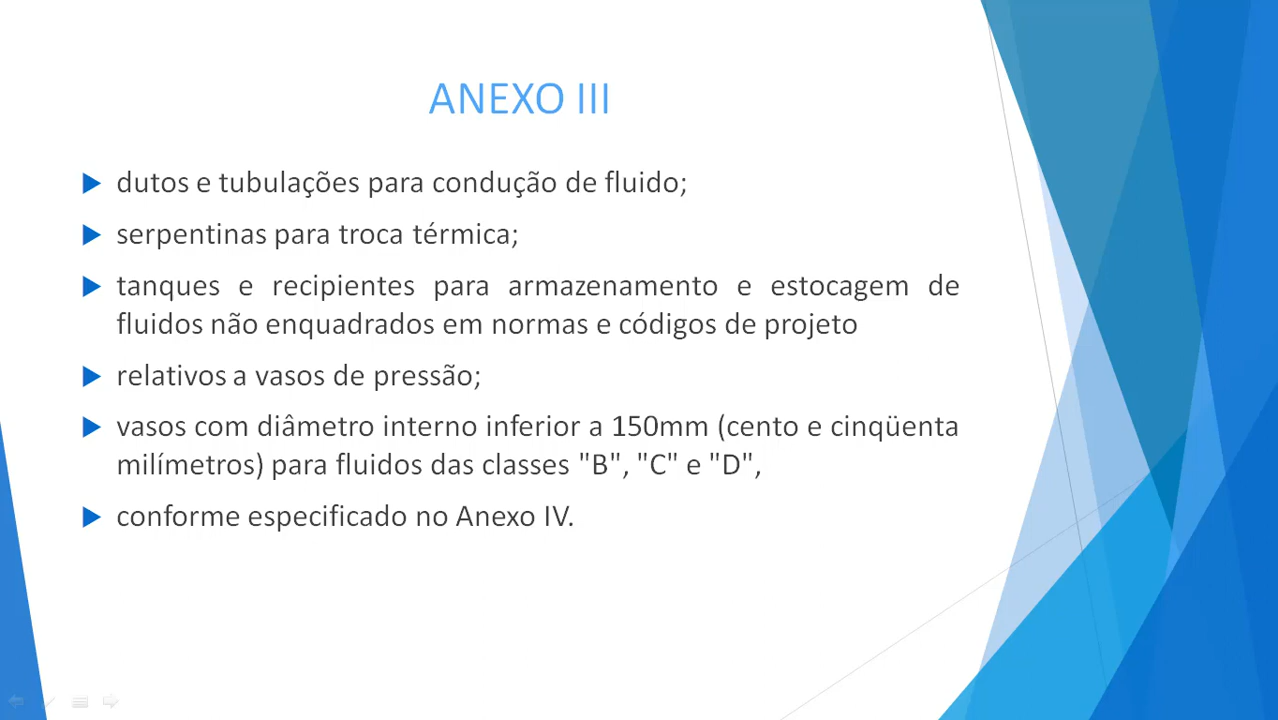 ANEXO III
dutos e tubulações para condução de fluido;
serpentinas para troca térmica;
tanques e recipientes para armazenamento e estocagem de
fluidos não enquadrados em normas e códigos de projeto
relativos a vasos de pressão;
vasos com diâmetro interno inferior a 150mm (cento e cinqüenta
milímetros) para fluidos das classes "B", "C" e "D",
conforme especificado no Anexo IV.